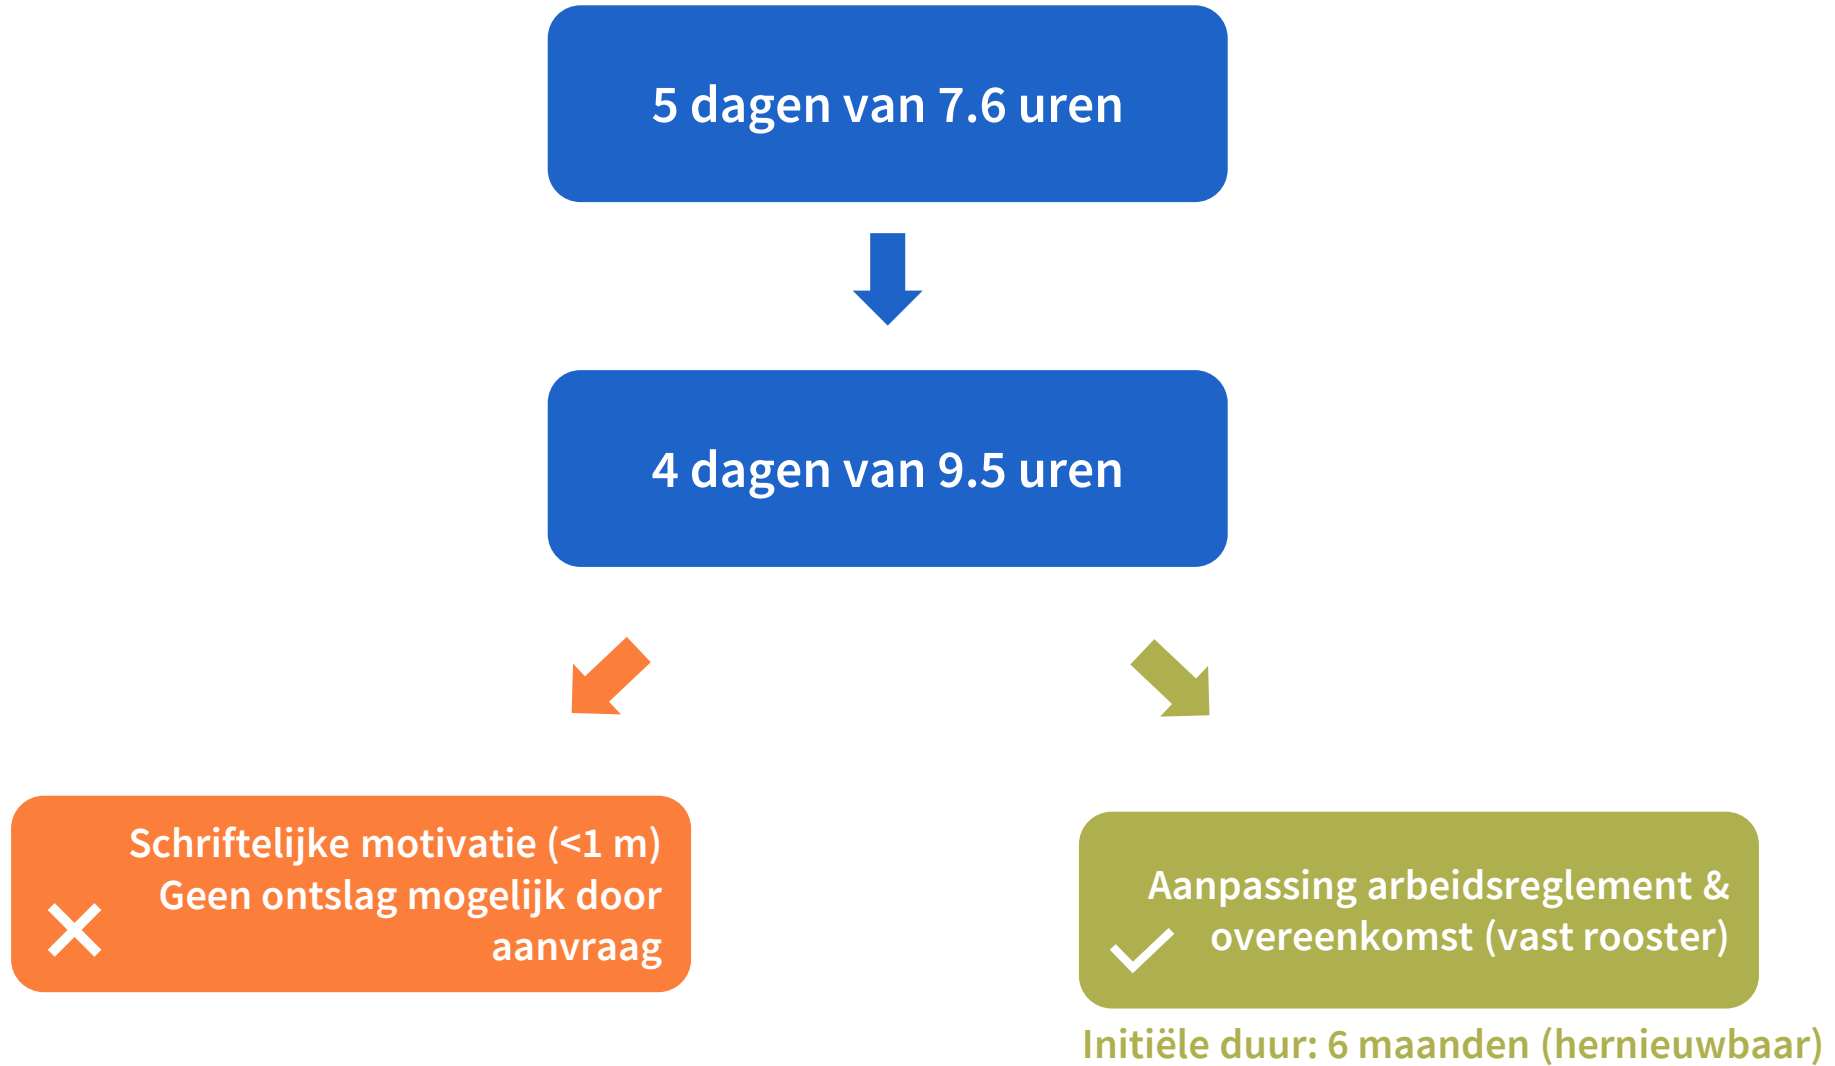 5 dagen van 7.6 uren
4 dagen van 9.5 uren
Schriftelijke motivatie (<1 m)
Geen ontslag mogelijk door
aanvraag
Aanpassing arbeidsreglement &
overeenkomst (vast rooster)
Initiële duur: 6 maanden (hernieuwbaar)